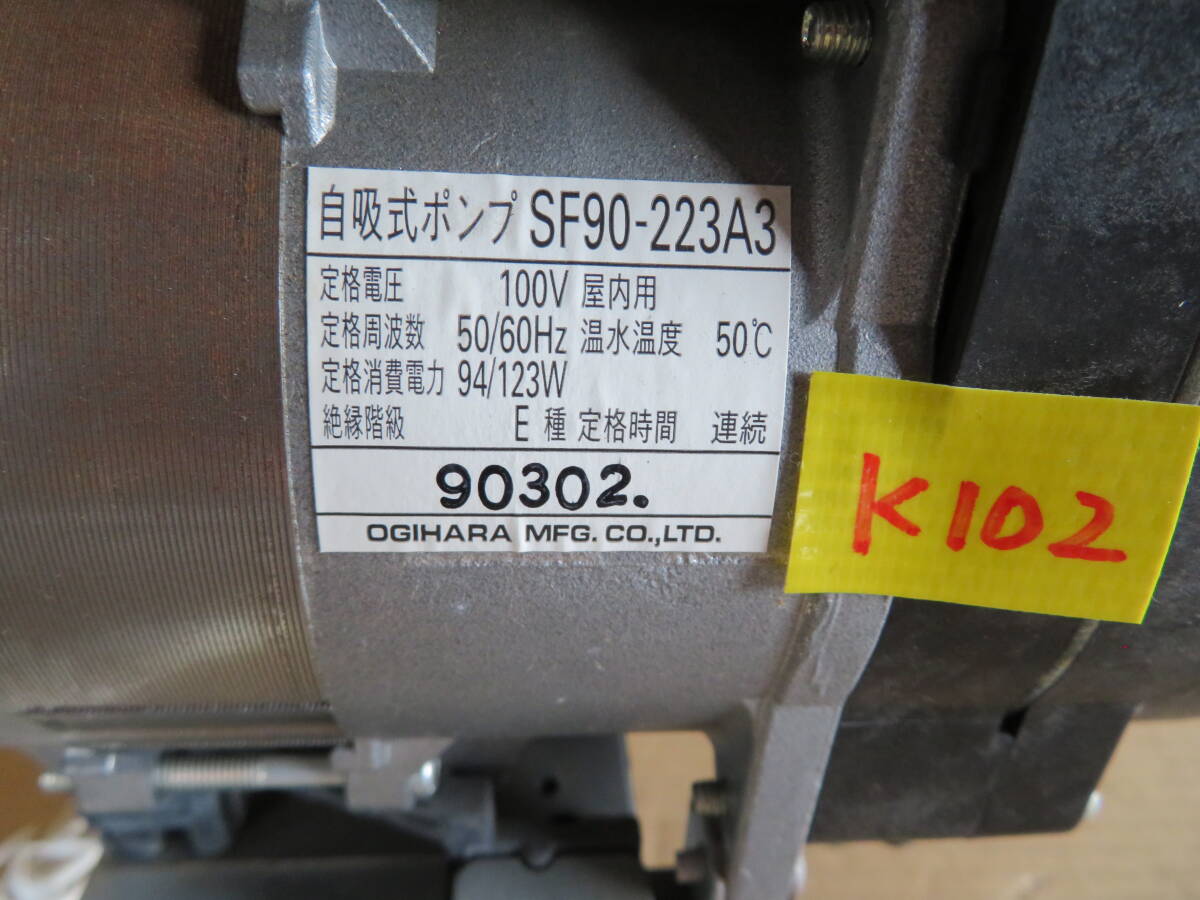 自吸式ポンプ SF90-223A3
定格電圧 100V 屋内用
定格周波数 50/60Hz 温水温度 50℃
定格消費電力 94/123W
絶縁階級 E 種 定格時間 連続
90302.
OGIHARA MFG. CO.,LTD.
K102